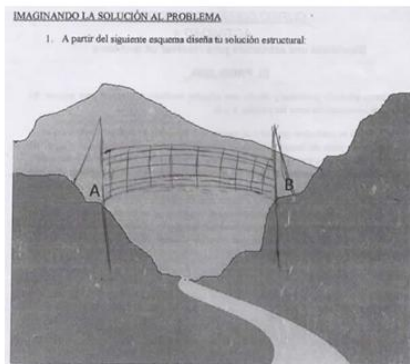 IMAGINANDO LA SOLUCIÓN AL PROBLEMA
1. A partir del siguiente esquema diseña tu solución estructural:
A
B